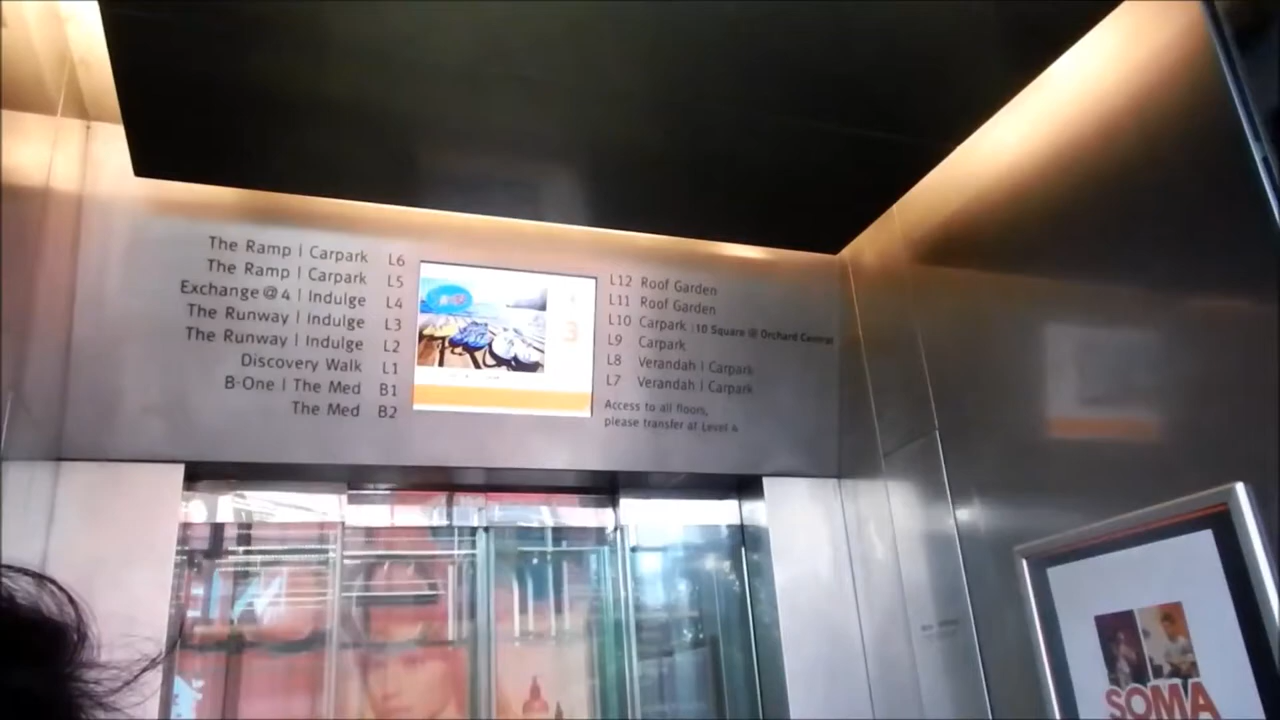 The Ramp | Carpark L6
The Ramp | Carpark L5
Exchange@4 | Indulge L4
The Runway | Indulge L3
The Runway | Indulge L2
Discovery Walk L1
B-One | The Med B1
The Med B2
3
L12 Roof Garden
L11 Roof Garden
L10 Carpark | 10 Square @ Orchard Central
L9 Carpark
L8 Verandah | Carpark
L7 Verandah | Carpark
Access to all floors,
please transfer at Level 4
SOMA